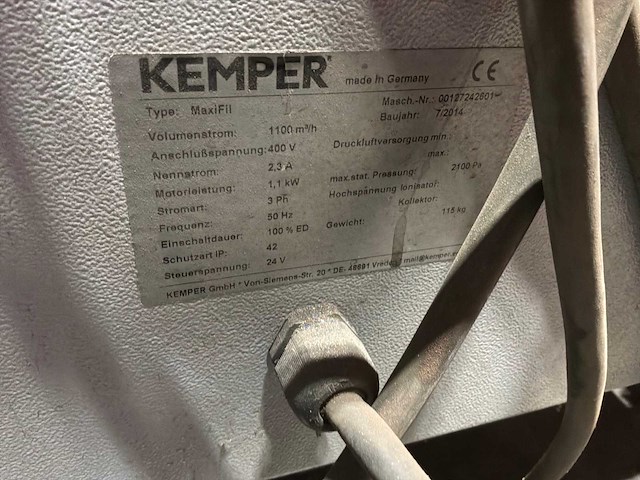 KEMPER made in Germany CE
Type: MaxiFil Masch.-Nr.: 00127242601
Baujahr: 7/2014
Volumenstrom: 1100 m³/h
Anschlußspannung: 400 V Druckluftversorgung min.:
max.:
Nennstrom: 2,3 A
Motorleistung: 1,1 kW max.stat. Pressung: 2100 Pa
Stromart: 3 Ph Hochspannung Ionisator:
Kollektor:
Frequenz: 50 Hz
Einschaltdauer: 100 % ED Gewicht: 115 kg
Schutzart IP: 42
Steuerspannung: 24 V
KEMPER GmbH * Von-Siemens-Str. 20 * DE- 48691 Vreden